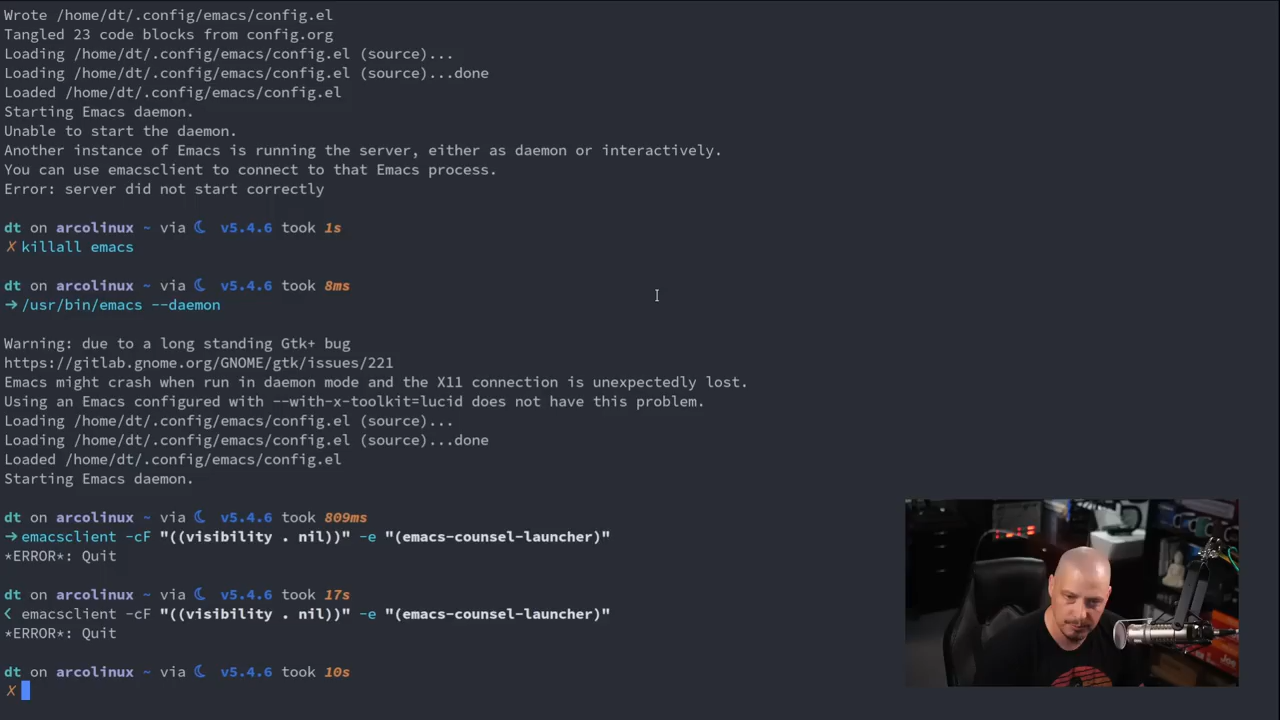 Wrote /home/dt/.config/emacs/config.el
Tangled 23 code blocks from config.org
Loading /home/dt/.config/emacs/config.el (source)...
Loading /home/dt/.config/emacs/config.el (source)...done
Loaded /home/dt/.config/emacs/config.el
Starting Emacs daemon.
Unable to start the daemon.
Another instance of Emacs is running the server, either as daemon or interactively.
You can use emacsclient to connect to that Emacs process.
Error: server did not start correctly
dt on arcolinux ~ via ☾ v5.4.6 took 1s
✗ killall emacs
dt on arcolinux ~ via ☾ v5.4.6 took 8ms
→ /usr/bin/emacs --daemon
Warning: due to a long standing Gtk+ bug
https://gitlab.gnome.org/GNOME/gtk/issues/221
Emacs might crash when run in daemon mode and the X11 connection is unexpectedly lost.
Using an Emacs configured with --with-x-toolkit=lucid does not have this problem.
Loading /home/dt/.config/emacs/config.el (source)...
Loading /home/dt/.config/emacs/config.el (source)...done
Loaded /home/dt/.config/emacs/config.el
Starting Emacs daemon.
dt on arcolinux ~ via ☾ v5.4.6 took 809ms
→ emacsclient -cF "((visibility . nil))" -e "(emacs-counsel-launcher)"
*ERROR*: Quit
dt on arcolinux ~ via ☾ v5.4.6 took 17s
< emacsclient -cF "((visibility . nil))" -e "(emacs-counsel-launcher)"
*ERROR*: Quit
dt on arcolinux ~ via ☾ v5.4.6 took 10s
✗